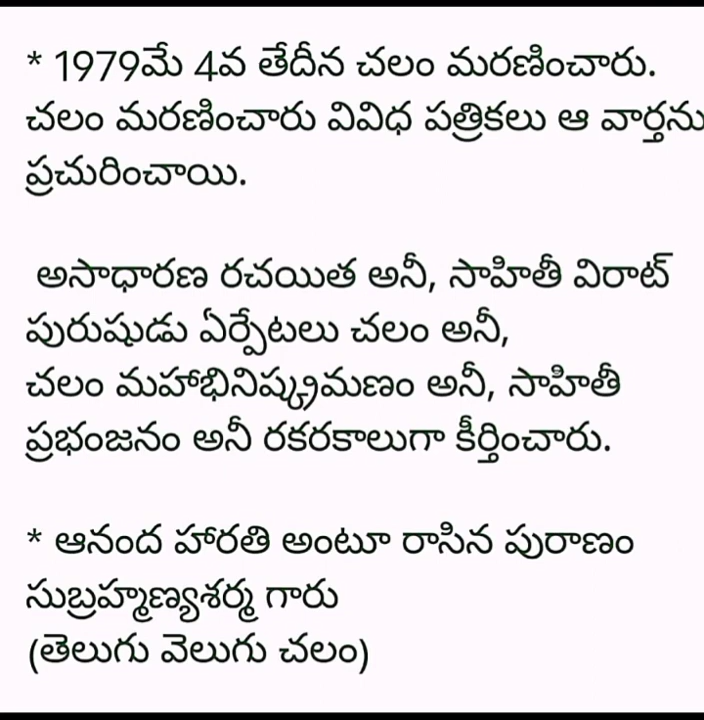 * 1979మే 4వ తేదీన చలం మరణించారు.
చలం మరణించారు వివిధ పత్రికలు ఆ వార్తను
ప్రచురించాయి.
అసాధారణ రచయిత అనీ, సాహితీ విరాట్
పురుషుడు ఏర్పేటలు చలం అనీ,
చలం మహాభినిష్క్రమణం అనీ, సాహితీ
ప్రభంజనం అనీ రకరకాలుగా కీర్తించారు.
* ఆనంద హారతి అంటూ రాసిన పురాణం
సుబ్రహ్మణ్యశర్మ గారు
(తెలుగు వెలుగు చలం)